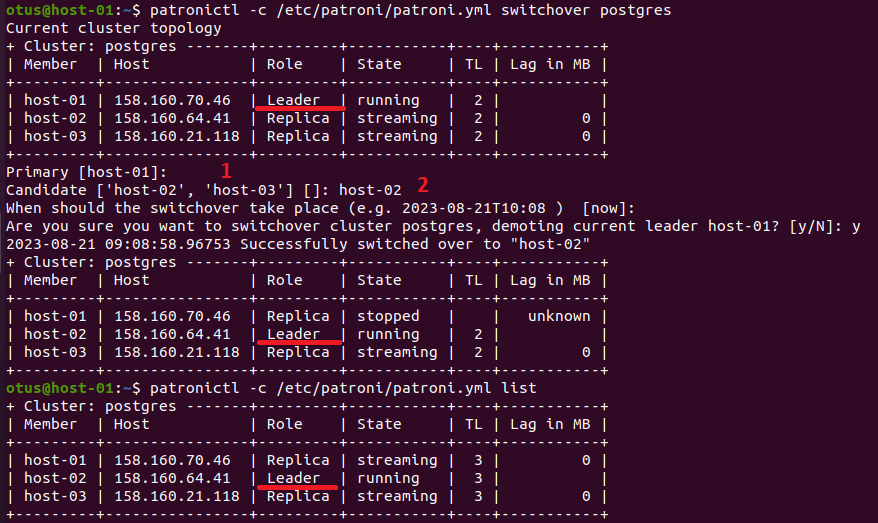 otus@host-01:~$ patronictl -c /etc/patroni/patroni.yml switchover postgres
Current cluster topology
+ Cluster: postgres -------+---------+-----------+----+-----------+
| Member  | Host           | Role    | State     | TL | Lag in MB |
+---------+----------------+---------+-----------+----+-----------+
| host-01 | 158.160.70.46  | Leader  | running   |  2 |           |
| host-02 | 158.160.64.41  | Replica | streaming |  2 |         0 |
| host-03 | 158.160.21.118 | Replica | streaming |  2 |         0 |
+---------+----------------+---------+-----------+----+-----------+
Primary [host-01]: 1
Candidate ['host-02', 'host-03'] []: host-02 2
When should the switchover take place (e.g. 2023-08-21T10:08 )  [now]:
Are you sure you want to switchover cluster postgres, demoting current leader host-01? [y/N]: y
2023-08-21 09:08:58.96753 Successfully switched over to "host-02"
+ Cluster: postgres -------+---------+-----------+----+-----------+
| Member  | Host           | Role    | State     | TL | Lag in MB |
+---------+----------------+---------+-----------+----+-----------+
| host-01 | 158.160.70.46  | Replica | stopped   |    |   unknown |
| host-02 | 158.160.64.41  | Leader  | running   |  2 |           |
| host-03 | 158.160.21.118 | Replica | streaming |  2 |         0 |
+---------+----------------+---------+-----------+----+-----------+
otus@host-01:~$ patronictl -c /etc/patroni/patroni.yml list
+ Cluster: postgres -------+---------+-----------+----+-----------+
| Member  | Host           | Role    | State     | TL | Lag in MB |
+---------+----------------+---------+-----------+----+-----------+
| host-01 | 158.160.70.46  | Replica | streaming |  3 |         0 |
| host-02 | 158.160.64.41  | Leader  | running   |  3 |           |
| host-03 | 158.160.21.118 | Replica | streaming |  3 |         0 |
+---------+----------------+---------+-----------+----+-----------+